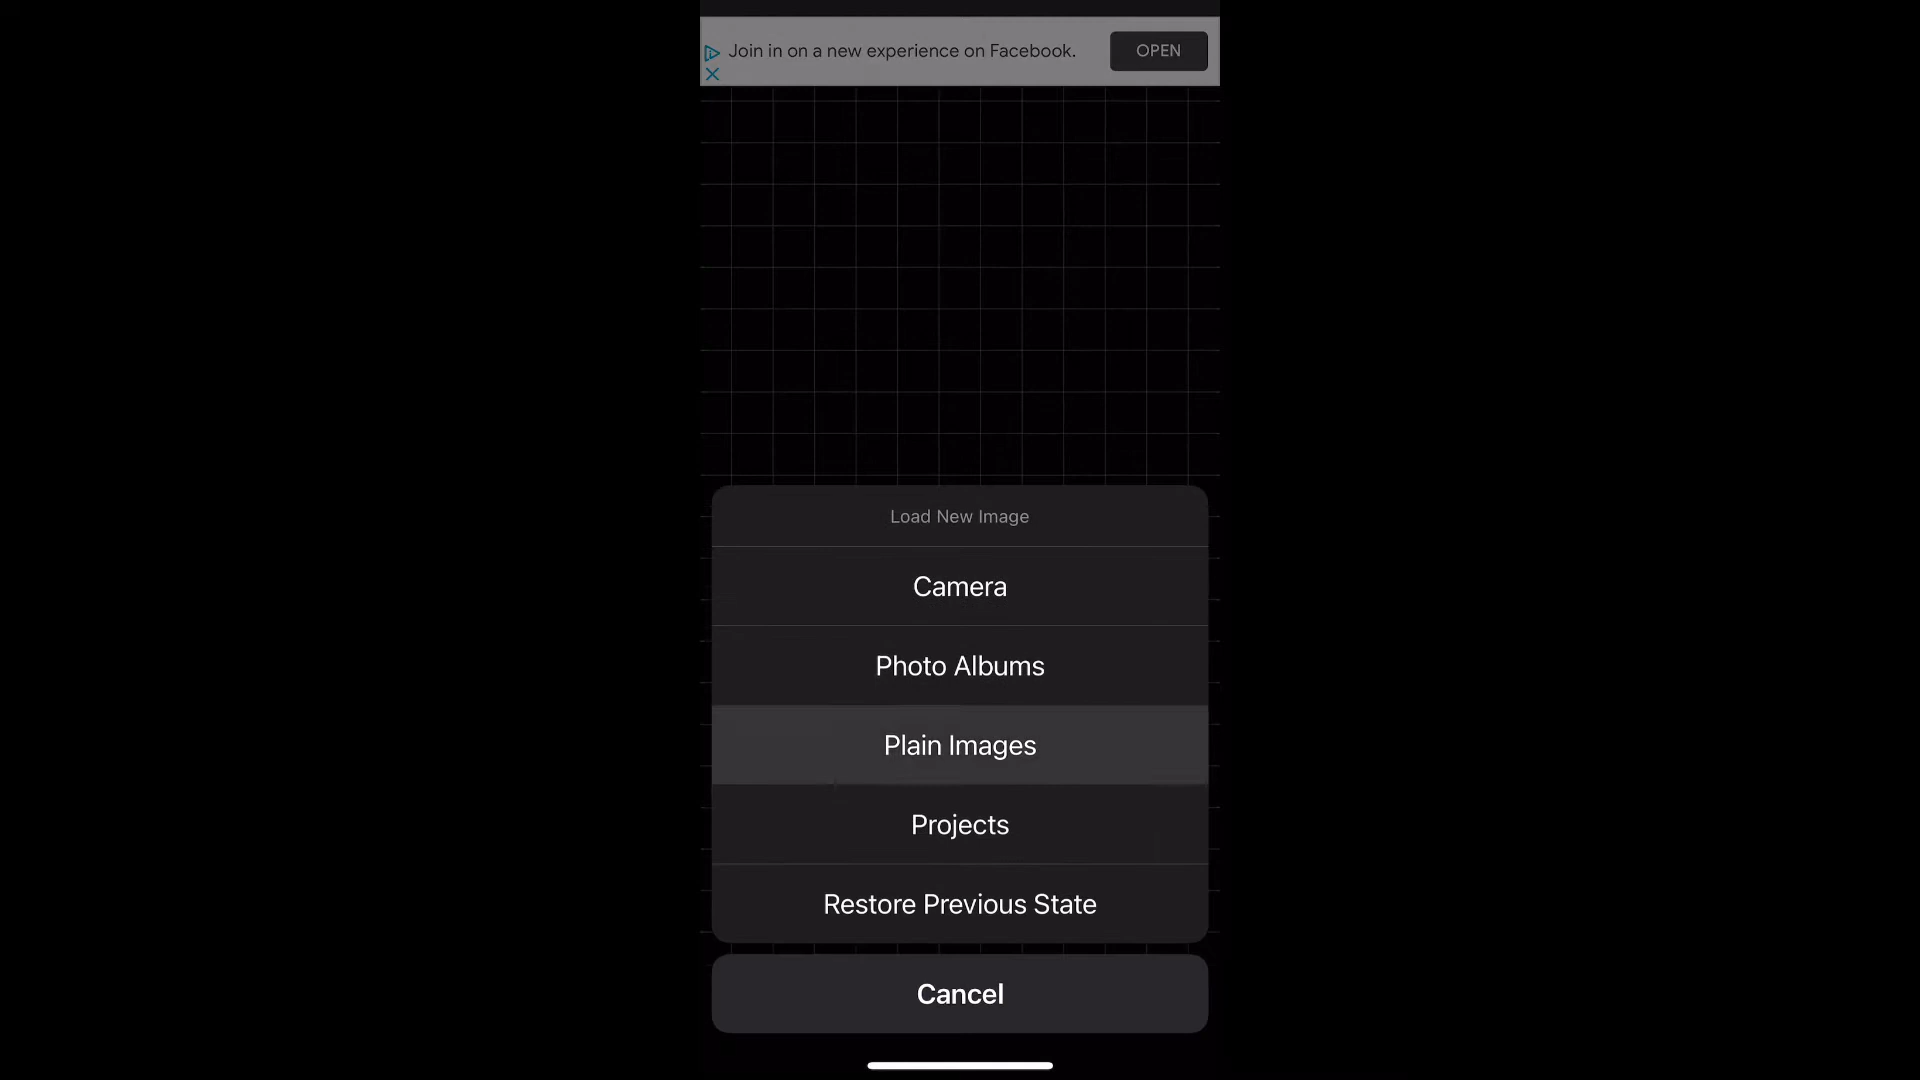 Join in on a new experience on Facebook.
OPEN
Load New Image
Camera
Photo Albums
Plain Images
Projects
Restore Previous State
Cancel